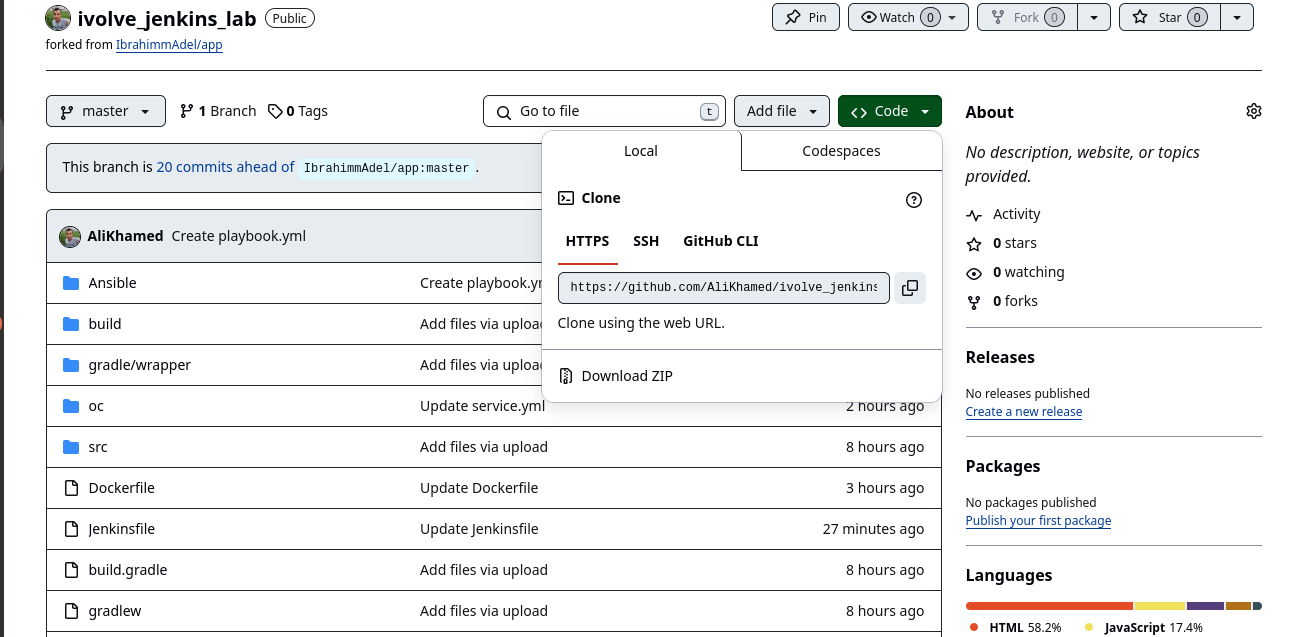 ivolve_jenkins_lab Public Pin Watch 0 Fork 0 Star 0
forked from IbrahimmAdel/app
master 1 Branch 0 Tags Go to file t Add file Code
This branch is 20 commits ahead of IbrahimmAdel/app:master .
Local Codespaces
Clone
HTTPS SSH GitHub CLI
https://github.com/AliKhamed/ivolve_jenkins
Clone using the web URL.
Download ZIP
AliKhamed Create playbook.yml
Ansible Create playbook.y
build Add files via uploa
gradle/wrapper Add files via uploa
oc Update service.yml 2 hours ago
src Add files via upload 8 hours ago
Dockerfile Update Dockerfile 3 hours ago
Jenkinsfile Update Jenkinsfile 27 minutes ago
build.gradle Add files via upload 8 hours ago
gradlew Add files via upload 8 hours ago
About
No description, website, or topics
provided.
Activity
0 stars
0 watching
0 forks
Releases
No releases published
Create a new release
Packages
No packages published
Publish your first package
Languages
HTML 58.2% JavaScript 17.4%